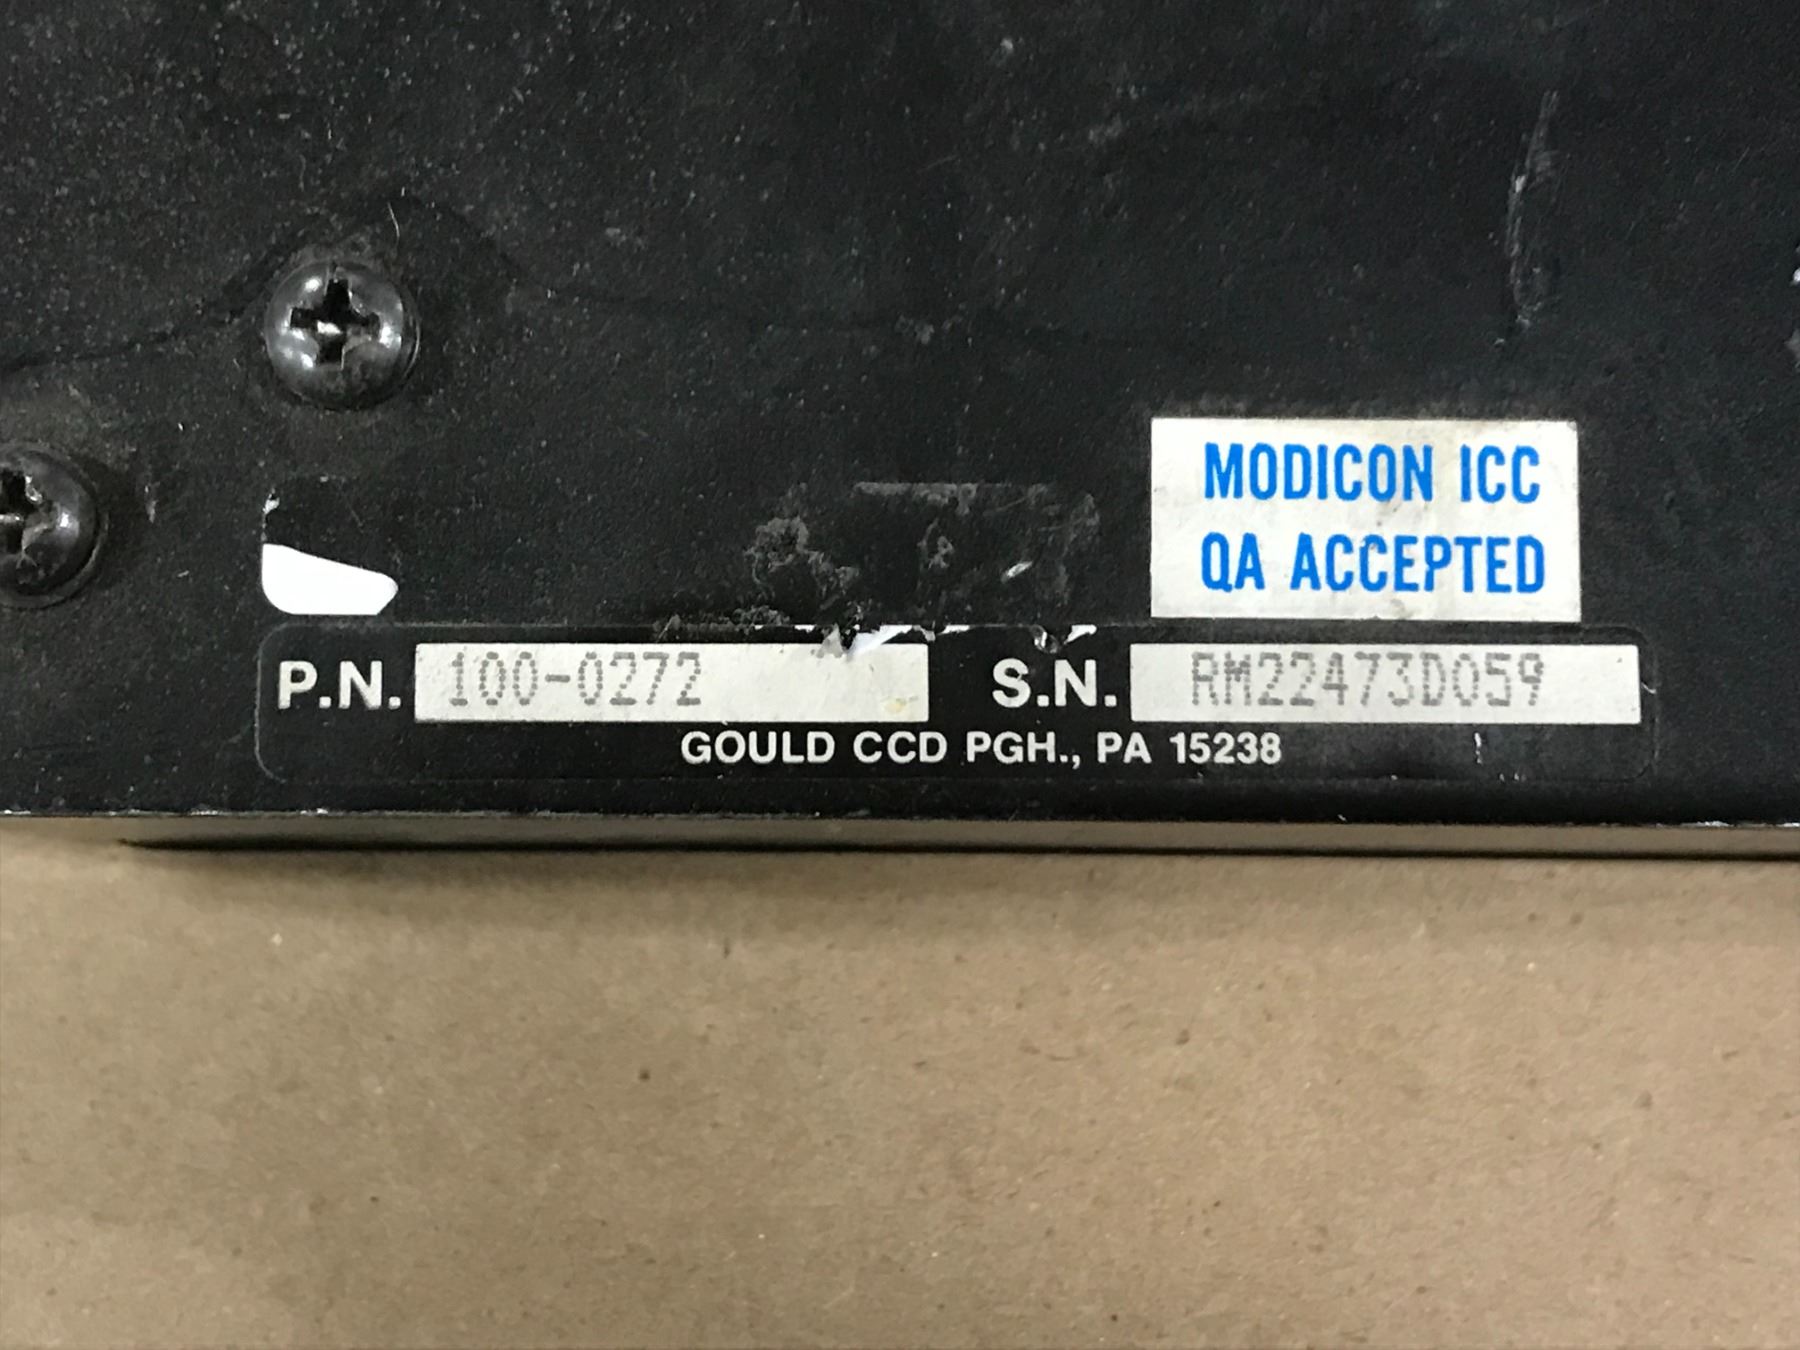 MODICON ICC
QA ACCEPTED
P.N. 100-0272 S.N. RM22473D059
GOULD CCD PGH., PA 15238